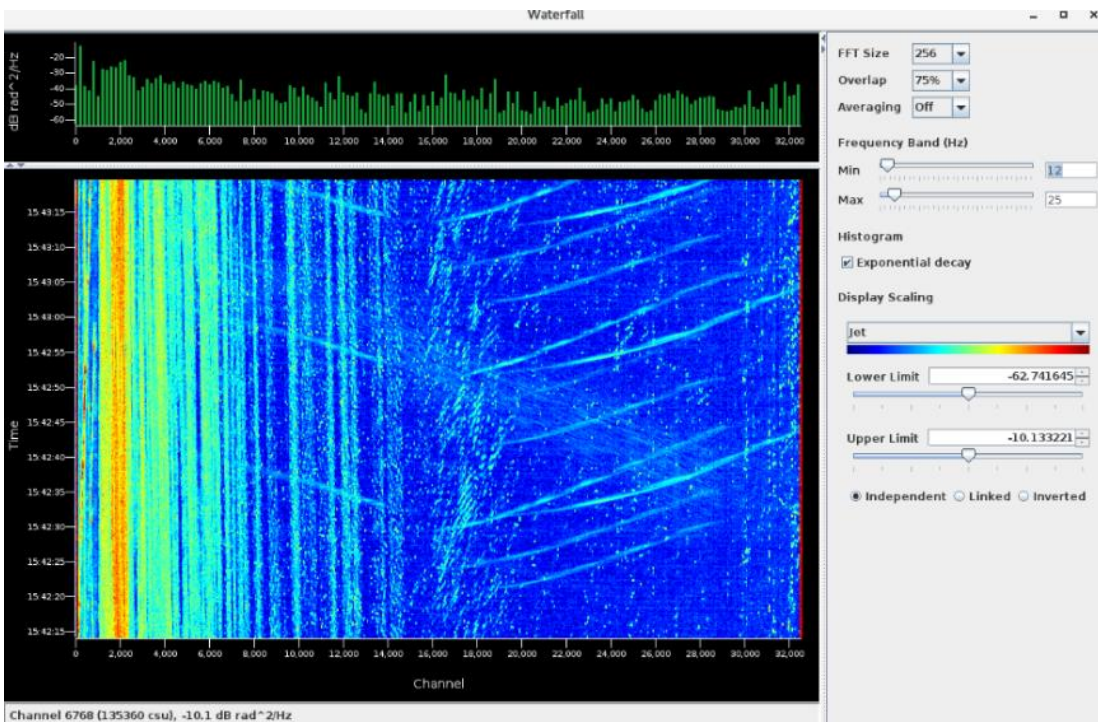 Waterfall
dB rad^2/Hz
-20
-30
-40
-50
-60
0 2,000 4,000 6,000 8,000 10,000 12,000 14,000 16,000 18,000 20,000 22,000 24,000 26,000 28,000 30,000 32,000
Time
15:43:15
15:43:10
15:43:05
15:43:00
15:42:55
15:42:50
15:42:45
15:42:40
15:42:35
15:42:30
15:42:25
15:42:20
15:42:15
0 2,000 4,000 6,000 8,000 10,000 12,000 14,000 16,000 18,000 20,000 22,000 24,000 26,000 28,000 30,000 32,000
Channel
Channel 6768 (135360 csu), -10.1 dB rad^2/Hz
FFT Size 256
Overlap 75%
Averaging Off
Frequency Band (Hz)
Min 12
Max 25
Histogram
Exponential decay
Display Scaling
Jet
Lower Limit -62.741645
Upper Limit -10.133221
Independent Linked Inverted